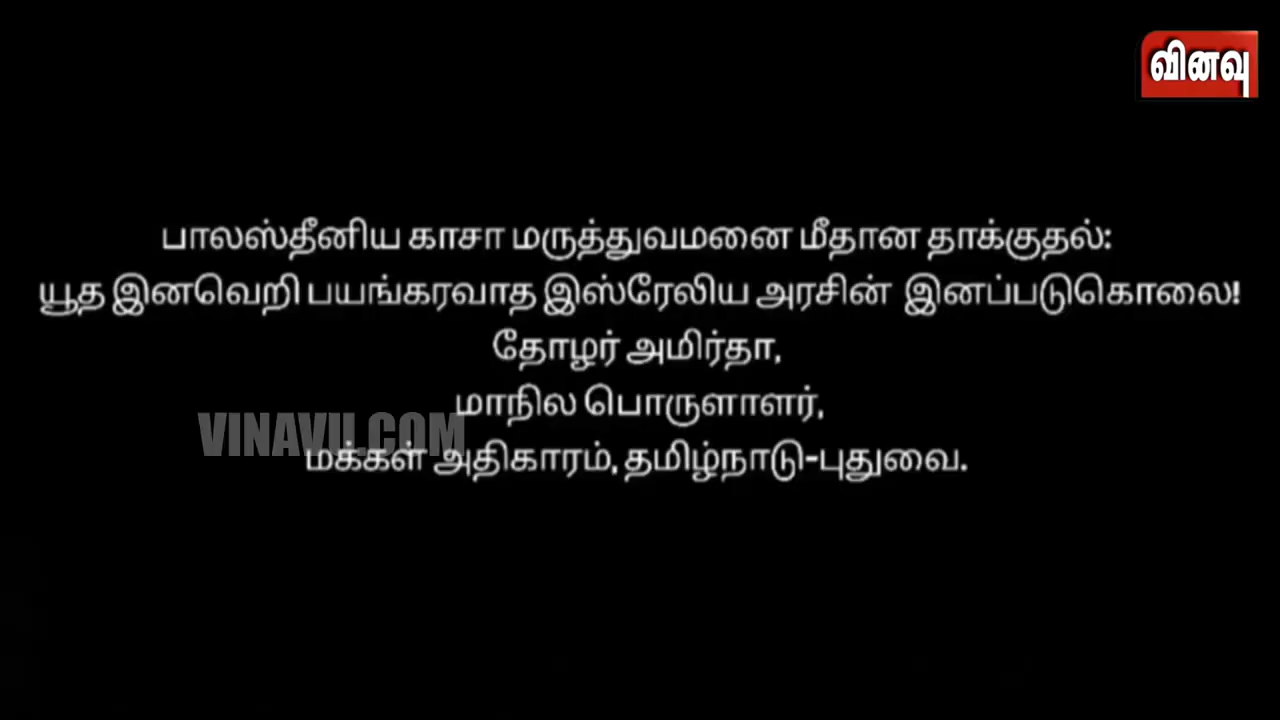 வினவு
பாலஸ்தீனிய காசா மருத்துவமனை மீதான தாக்குதல்:
யூத இனவெறி பயங்கரவாத இஸ்ரேலிய அரசின் இனப்படுகொலை!
தோழர் அமிர்தா,
மாநில பொருளாளர்,
VINAVU.COM
மக்கள் அதிகாரம், தமிழ்நாடு-புதுவை.